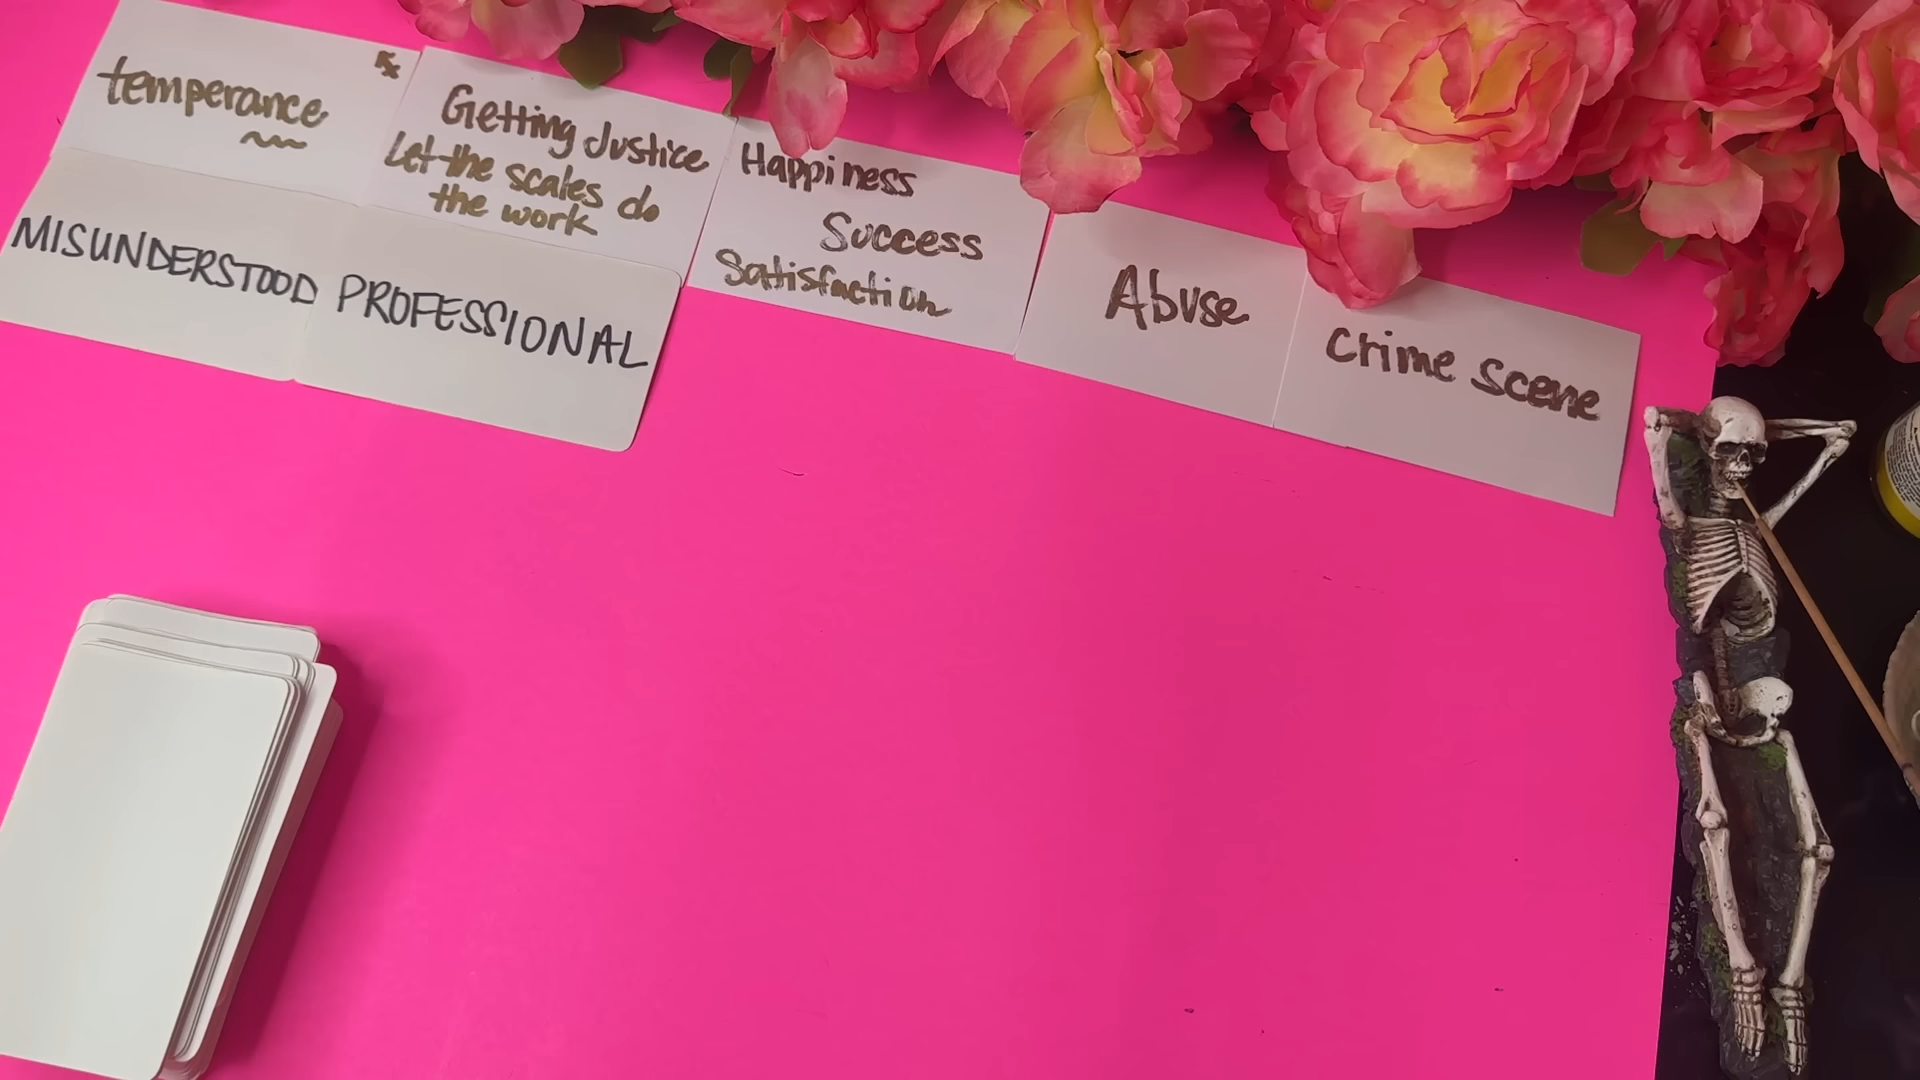 temperance
Getting Justice
Let the scales do
the work
Happiness
Success
Satisfaction
Abuse
Crime Scene
MISUNDERSTOOD PROFESSIONAL